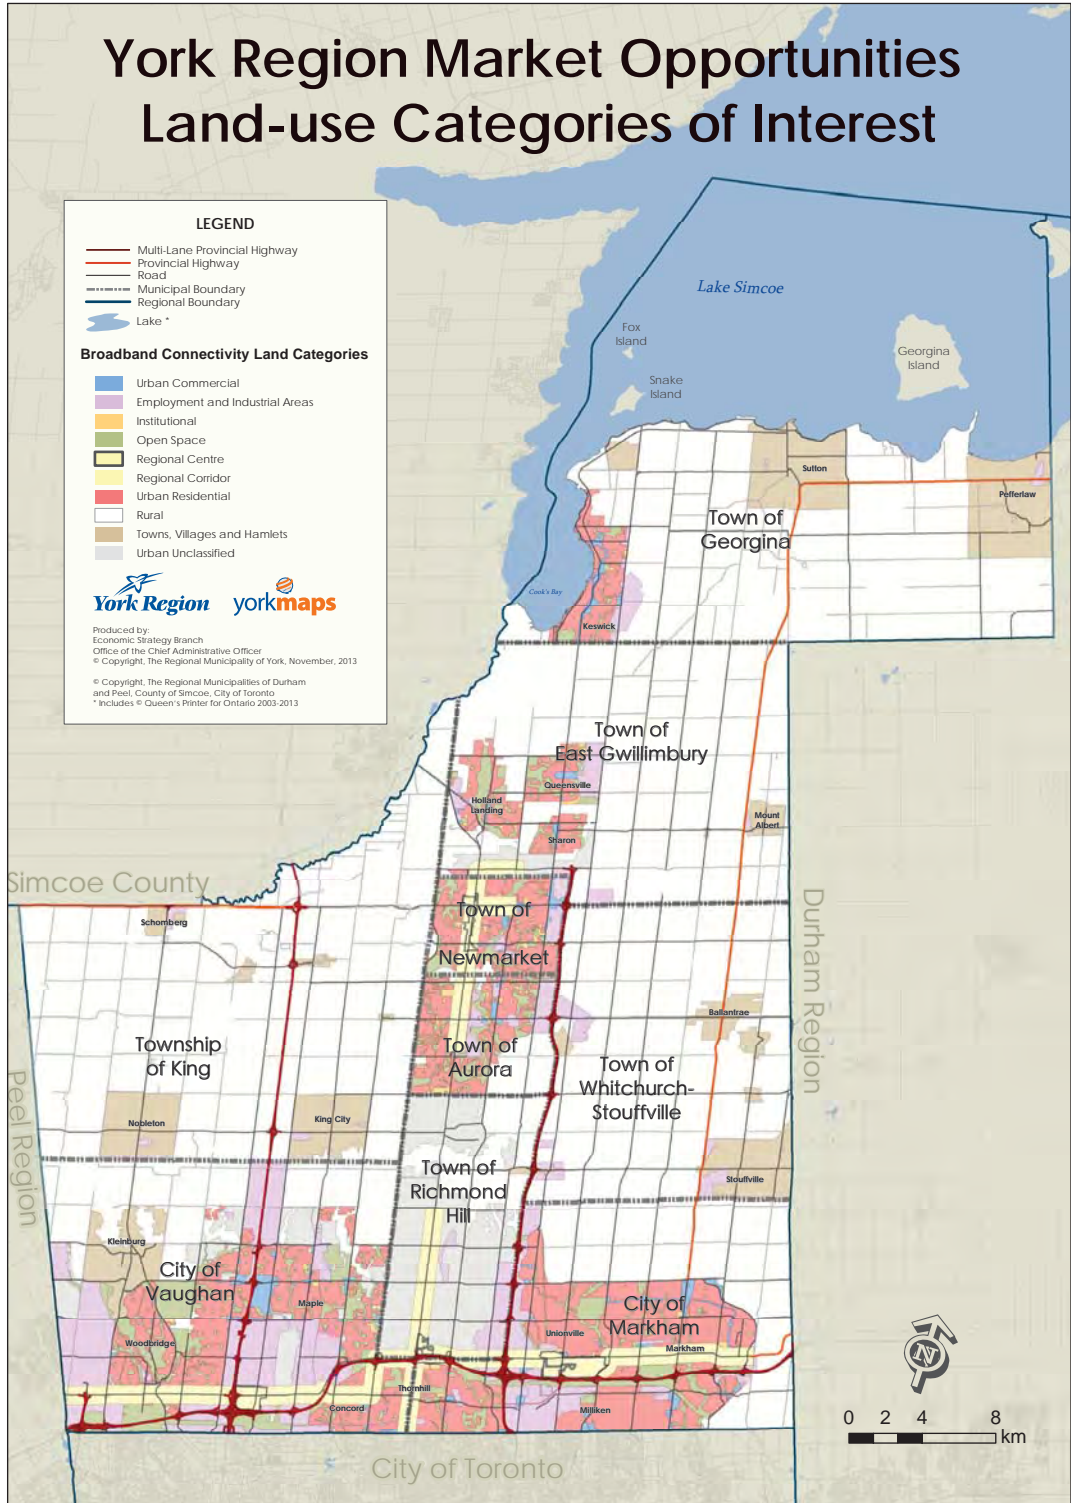 York Region Market Opportunities
Land-use Categories of Interest
LEGEND
Multi-Lane Provincial Highway
Provincial Highway
Road
Municipal Boundary
Regional Boundary
Lake *
Broadband Connectivity Land Categories
Urban Commercial
Employment and Industrial Areas
Institutional
Open Space
Regional Centre
Regional Corridor
Urban Residential
Rural
Towns, Villages and Hamlets
Urban Unclassified
York Region
yorkmaps
Produced by:
Economic Strategy Branch
Office of the Chief Administrative Officer
© Copyright, The Regional Municipality of York, November, 2013
© Copyright, The Regional Municipalities of Durham
and Peel, County of Simcoe, City of Toronto
* Includes © Queen's Printer for Ontario 2003-2013
Lake Simcoe
Fox
Island
Georgina
Island
Snake
Island
Sutton
Pefferlaw
Town of
Georgina
Cook's Bay
Keswick
Town of
East Gwillimbury
Queensville
Holland
Landing
Mount
Albert
Sharon
Simcoe County
Durham Region
Schomberg
Town of
Newmarket
Ballantrae
Township
of King
Town of
Aurora
Town of
Whitchurch-
Stouffville
Peel Region
Nobleton
King City
Town of
Richmond
Hill
Stouffville
Kleinburg
City of
Vaughan
Maple
City of
Markham
Woodbridge
Unionville
Markham
Thornhill
Concord
Milliken
N
0 2 4 8
km
City of Toronto